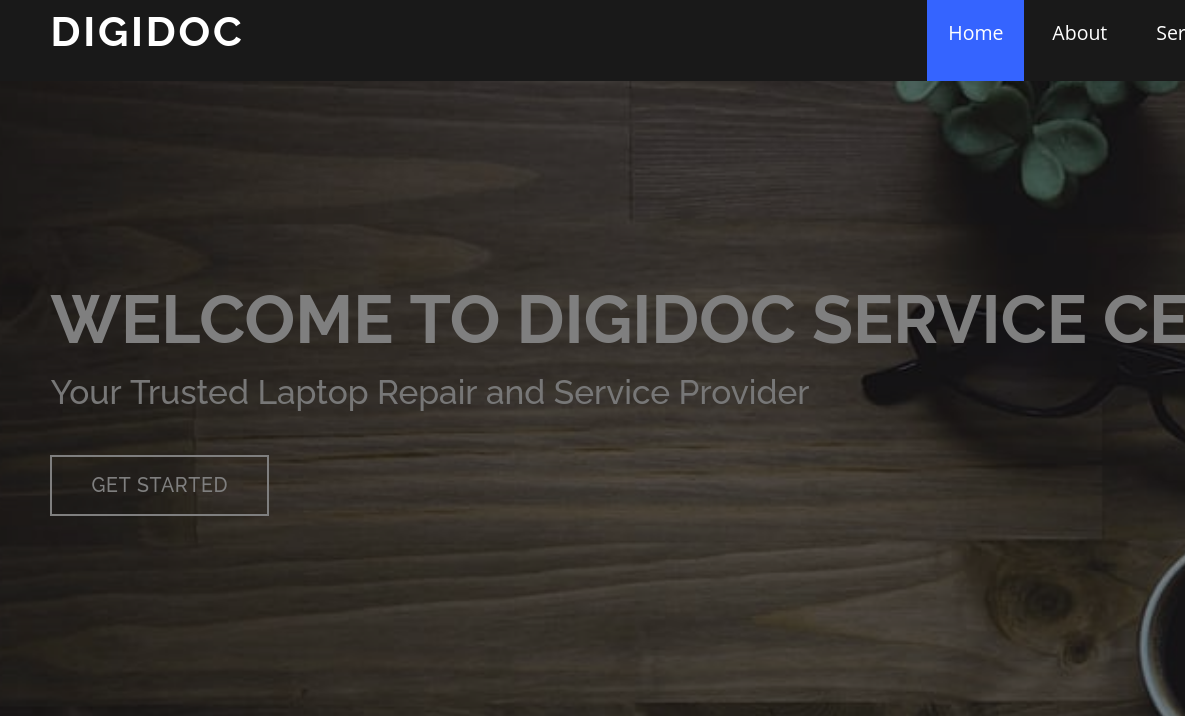 DIGIDOC
Home About Ser
WELCOME TO DIGIDOC SERVICE CE
Your Trusted Laptop Repair and Service Provider
GET STARTED